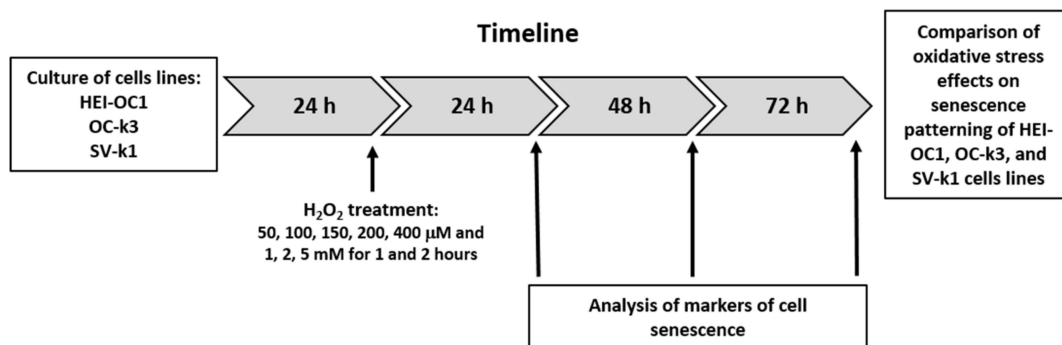 Timeline
Culture of cells lines:
HEI-OC1
OC-k3
SV-k1
24 h
24 h
48 h
72 h
H₂O₂ treatment:
50, 100, 150, 200, 400 μM and
1, 2, 5 mM for 1 and 2 hours
Analysis of markers of cell
senescence
Comparison of
oxidative stress
effects on
senescence
patterning of HEI-
OC1, OC-k3, and
SV-k1 cells lines